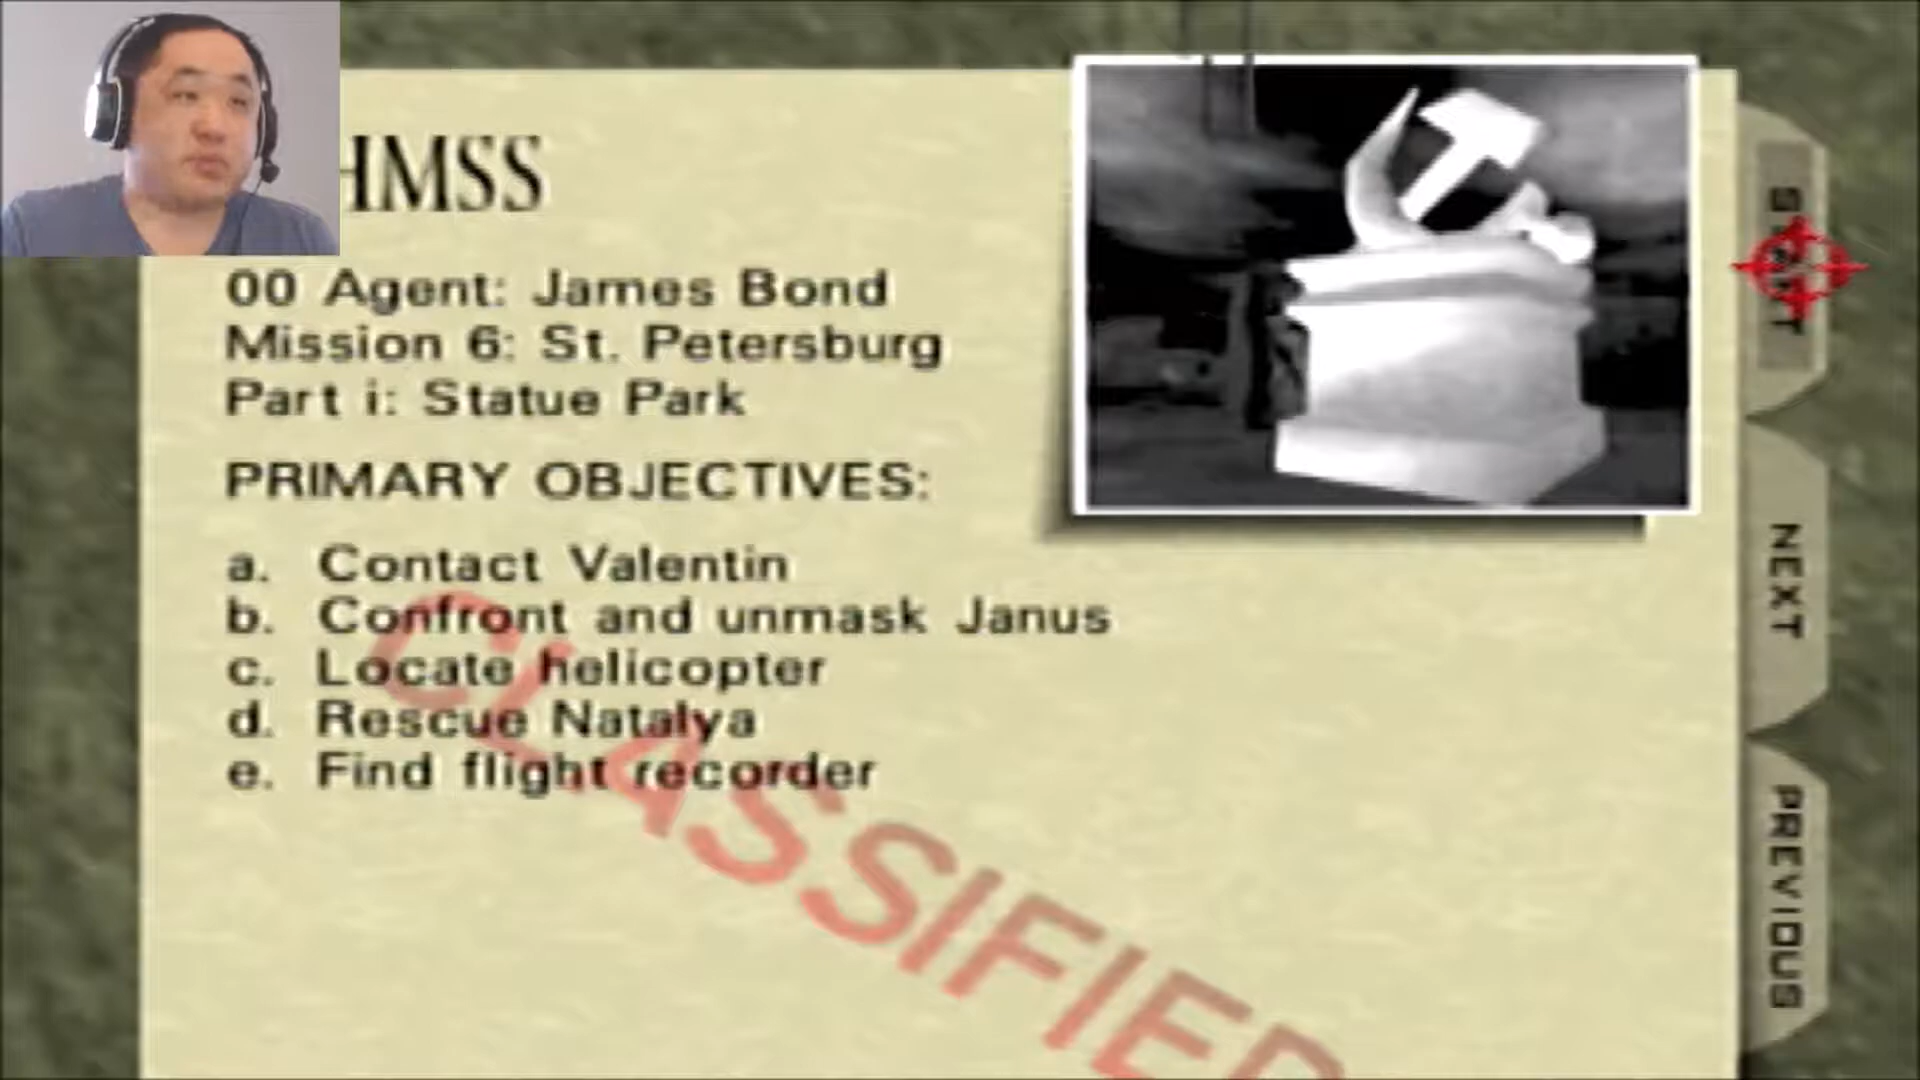 HMSS
00 Agent: James Bond
Mission 6: St. Petersburg
Part i: Statue Park
PRIMARY OBJECTIVES:
a. Contact Valentin
b. Confront and unmask Janus
c. Locate helicopter
d. Rescue Natalya
e. Find flight recorder
CLASSIFIED
START
NEXT
PREVIOUS